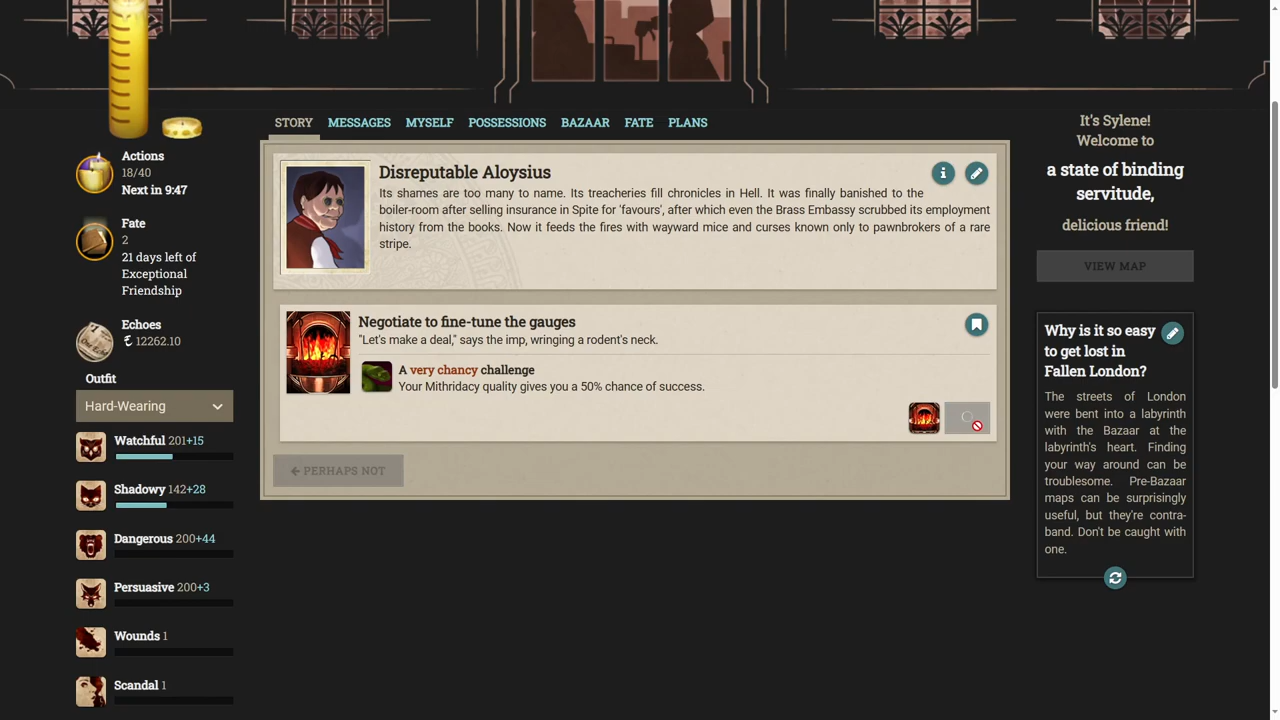 STORY MESSAGES MYSELF POSSESSIONS BAZAAR FATE PLANS
Actions
18/40
Next in 9:47
Fate
2
21 days left of
Exceptional
Friendship
Echoes
12262.10
Outfit
Hard-Wearing
Watchful 201+15
Shadowy 142+28
Dangerous 200+44
Persuasive 200+3
Wounds 1
Scandal 1
Disreputable Aloysius
Its shames are too many to name. Its treacheries fill chronicles in Hell. It was finally banished to the
boiler-room after selling insurance in Spite for 'favours', after which even the Brass Embassy scrubbed its employment
history from the books. Now it feeds the fires with wayward mice and curses known only to pawnbrokers of a rare
stripe.
Negotiate to fine-tune the gauges
"Let's make a deal," says the imp, wringing a rodent's neck.
A very chancy challenge
Your Mithridacy quality gives you a 50% chance of success.
PERHAPS NOT
It's Sylene!
Welcome to
a state of binding
servitude,
delicious friend!
VIEW MAP
Why is it so easy
to get lost in
Fallen London?
The streets of London
were bent into a labyrinth
with the Bazaar at the
labyrinth's heart. Finding
your way around can be
troublesome. Pre-Bazaar
maps can be surprisingly
useful, but they're contra-
band. Don't be caught with
one.